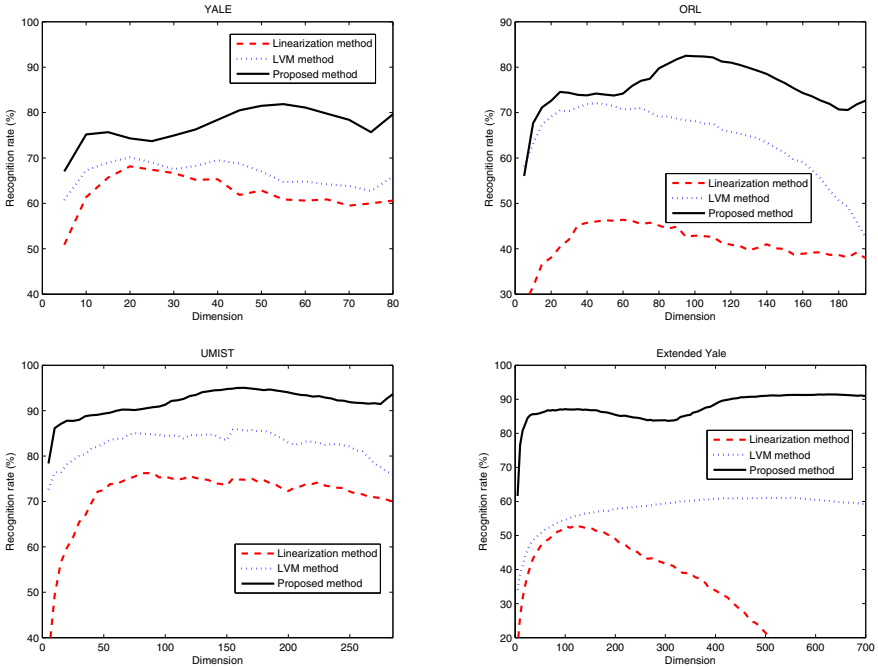 YALE
100
90
80
70
60
50
40
0
10
20
30
40
50
60
70
80
Recognition rate (%)
Dimension
Linearization method
LVM method
Proposed method
ORL
90
80
70
60
50
40
30
0
20
40
60
80
100
120
140
160
180
Recognition rate (%)
Dimension
Linearization method
LVM method
Proposed method
UMIST
100
90
80
70
60
50
40
0
50
100
150
200
250
Recognition rate (%)
Dimension
Linearization method
LVM method
Proposed method
Extended Yale
100
90
80
70
60
50
40
30
20
0
100
200
300
400
500
600
700
Recognition rate (%)
Dimension
Linearization method
LVM method
Proposed method